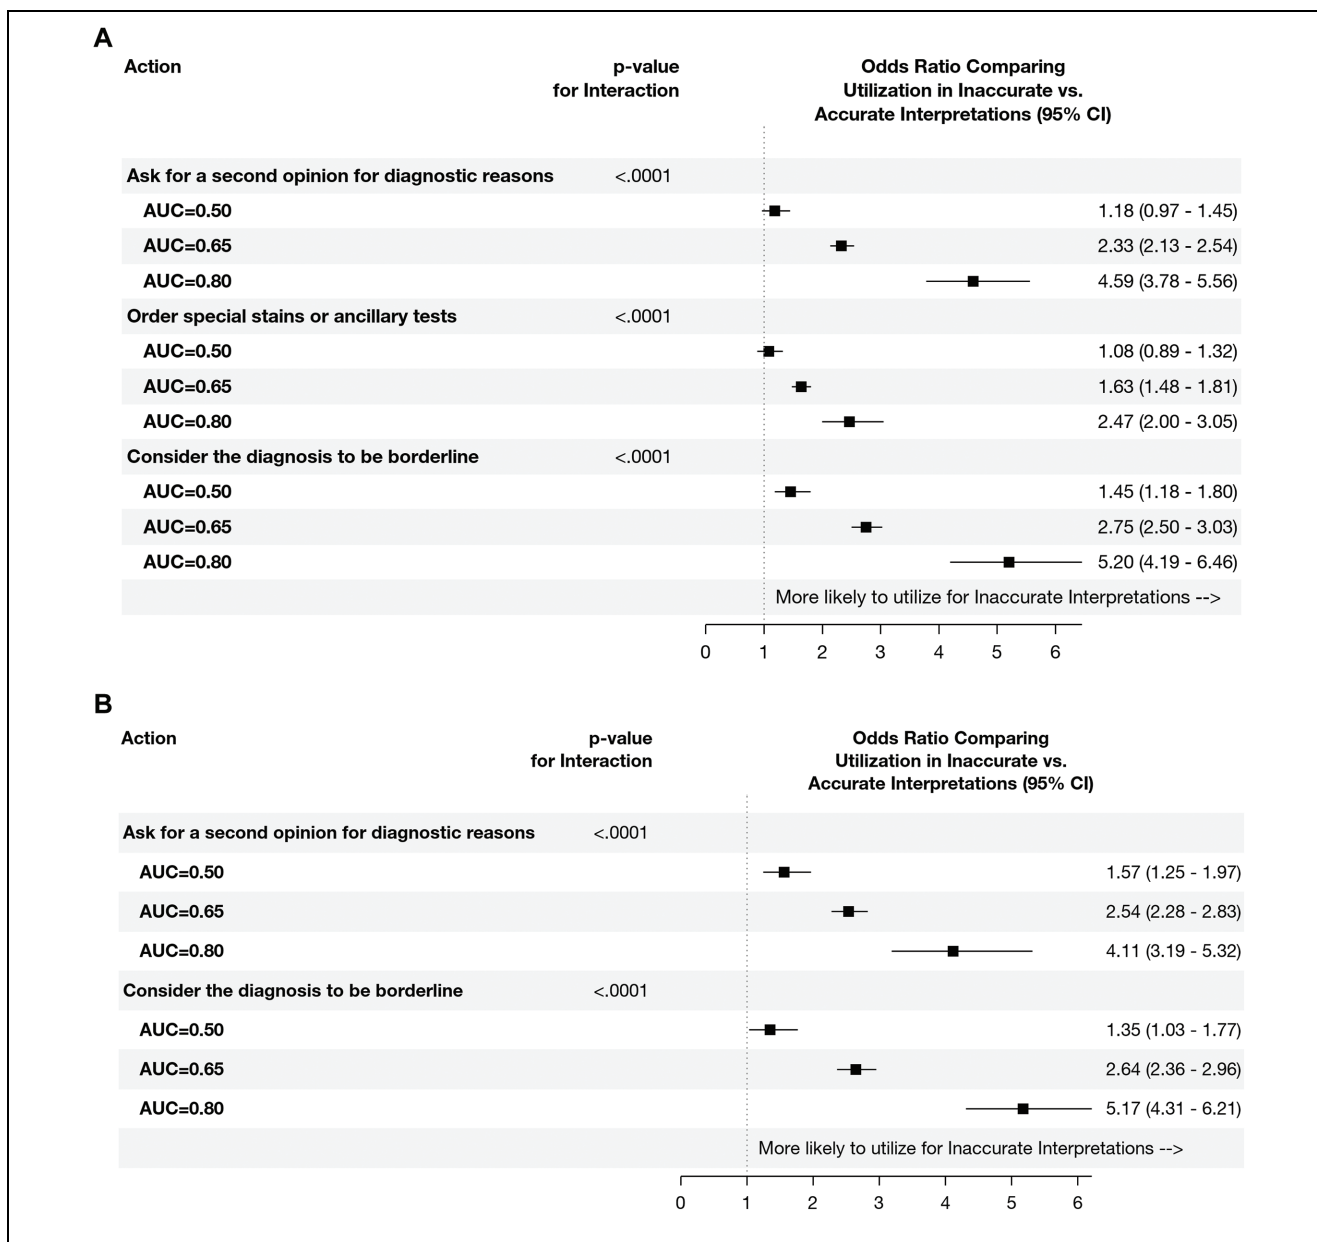 A
Action p-value for Interaction Odds Ratio Comparing Utilization in Inaccurate vs. Accurate Interpretations (95% CI)
Ask for a second opinion for diagnostic reasons <.0001
AUC=0.50 1.18 (0.97 - 1.45)
AUC=0.65 2.33 (2.13 - 2.54)
AUC=0.80 4.59 (3.78 - 5.56)
Order special stains or ancillary tests <.0001
AUC=0.50 1.08 (0.89 - 1.32)
AUC=0.65 1.63 (1.48 - 1.81)
AUC=0.80 2.47 (2.00 - 3.05)
Consider the diagnosis to be borderline <.0001
AUC=0.50 1.45 (1.18 - 1.80)
AUC=0.65 2.75 (2.50 - 3.03)
AUC=0.80 5.20 (4.19 - 6.46)
More likely to utilize for Inaccurate Interpretations -->
0 1 2 3 4 5 6
B
Action p-value for Interaction Odds Ratio Comparing Utilization in Inaccurate vs. Accurate Interpretations (95% CI)
Ask for a second opinion for diagnostic reasons <.0001
AUC=0.50 1.57 (1.25 - 1.97)
AUC=0.65 2.54 (2.28 - 2.83)
AUC=0.80 4.11 (3.19 - 5.32)
Consider the diagnosis to be borderline <.0001
AUC=0.50 1.35 (1.03 - 1.77)
AUC=0.65 2.64 (2.36 - 2.96)
AUC=0.80 5.17 (4.31 - 6.21)
More likely to utilize for Inaccurate Interpretations -->
0 1 2 3 4 5 6